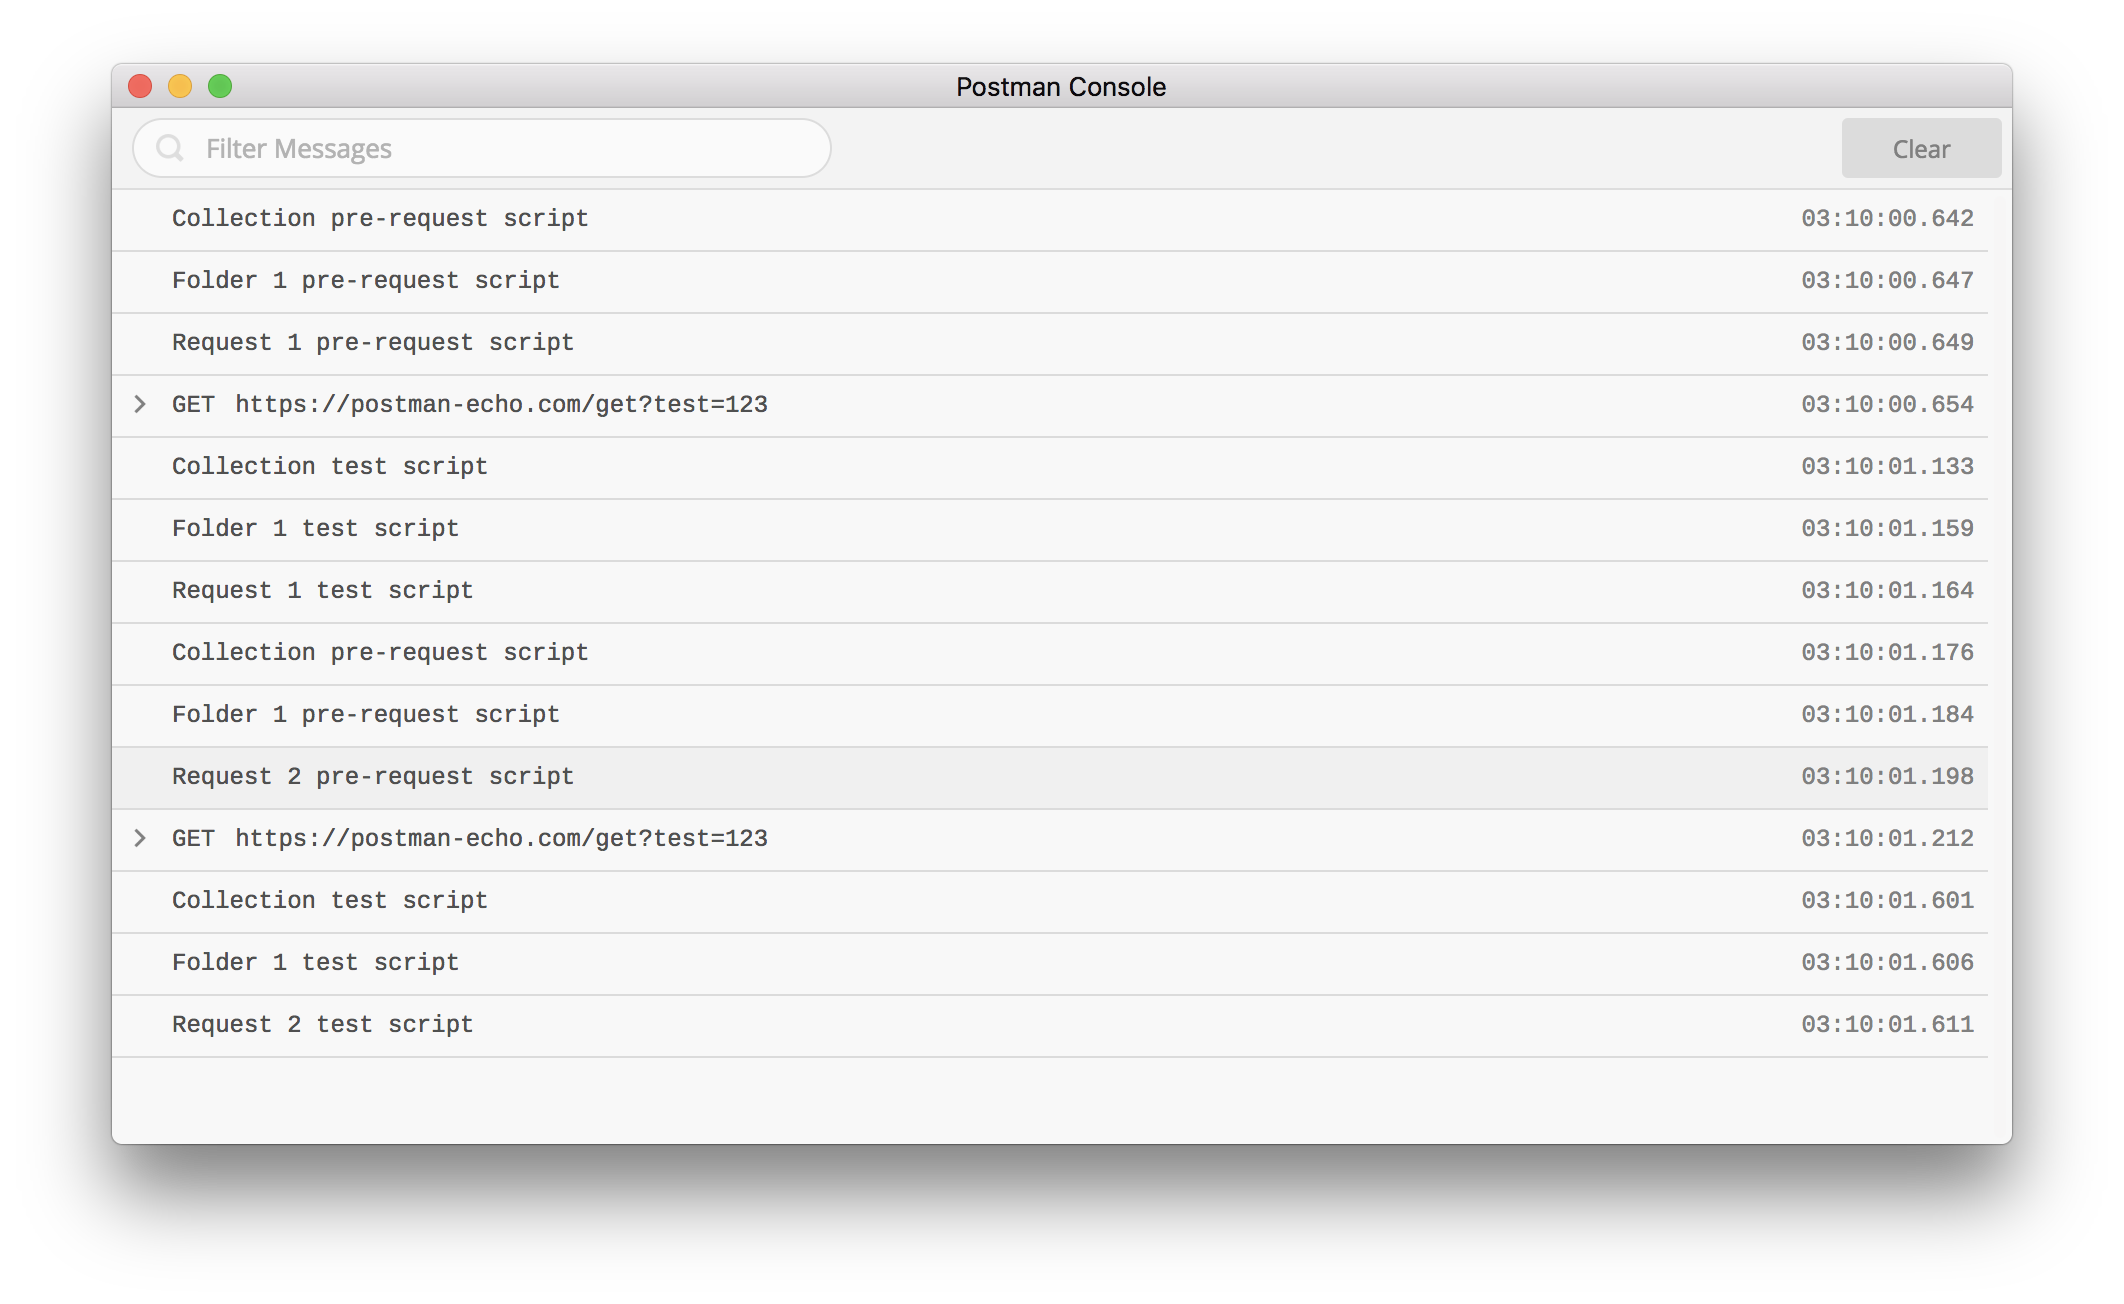 Postman Console
Filter Messages Clear
Collection pre-request script 03:10:00.642
Folder 1 pre-request script 03:10:00.647
Request 1 pre-request script 03:10:00.649
GET https://postman-echo.com/get?test=123 03:10:00.654
Collection test script 03:10:01.133
Folder 1 test script 03:10:01.159
Request 1 test script 03:10:01.164
Collection pre-request script 03:10:01.176
Folder 1 pre-request script 03:10:01.184
Request 2 pre-request script 03:10:01.198
GET https://postman-echo.com/get?test=123 03:10:01.212
Collection test script 03:10:01.601
Folder 1 test script 03:10:01.606
Request 2 test script 03:10:01.611